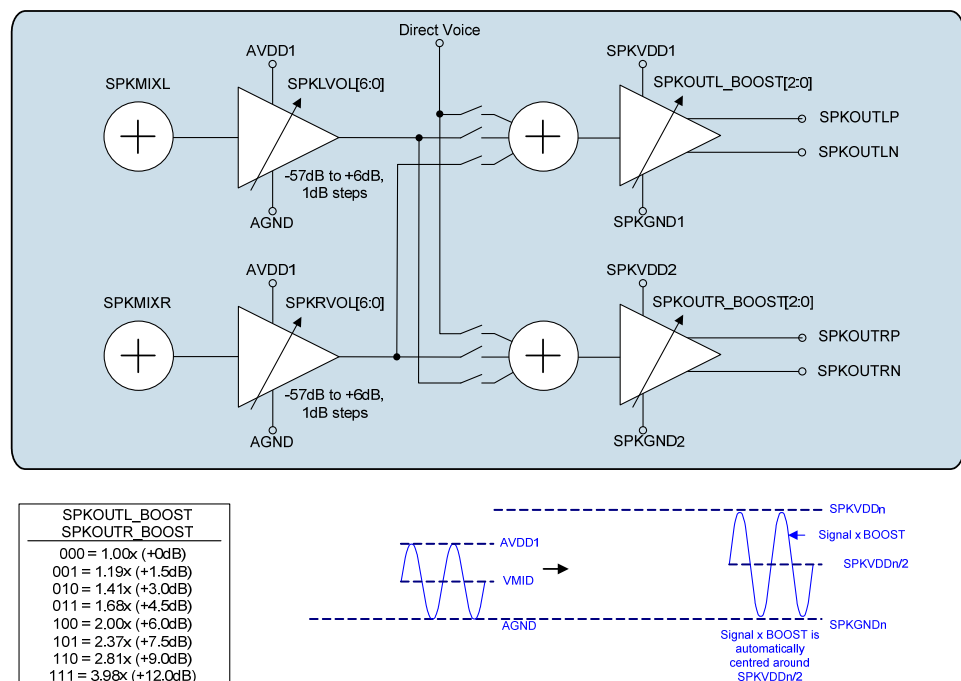 Direct Voice
AVDD1
SPKVDD1
SPKMIXL
SPKLVOL[6:0]
SPKOUTL_BOOST[2:0]
SPKOUTLP
SPKOUTLN
-57dB to +6dB,
1dB steps
AGND
SPKGND1
AVDD1
SPKVDD2
SPKMIXR
SPKRVOL[6:0]
SPKOUTR_BOOST[2:0]
SPKOUTRP
SPKOUTRN
-57dB to +6dB,
1dB steps
AGND
SPKGND2
SPKOUTL_BOOST
SPKOUTR_BOOST
000 = 1.00x (+0dB)
001 = 1.19x (+1.5dB)
010 = 1.41x (+3.0dB)
011 = 1.68x (+4.5dB)
100 = 2.00x (+6.0dB)
101 = 2.37x (+7.5dB)
110 = 2.81x (+9.0dB)
111 = 3.98x (+12.0dB)
AVDD1
VMID
AGND
SPKVDDn
Signal x BOOST
SPKVDDn/2
SPKGNDn
Signal x BOOST is
automatically
centred around
SPKVDDn/2